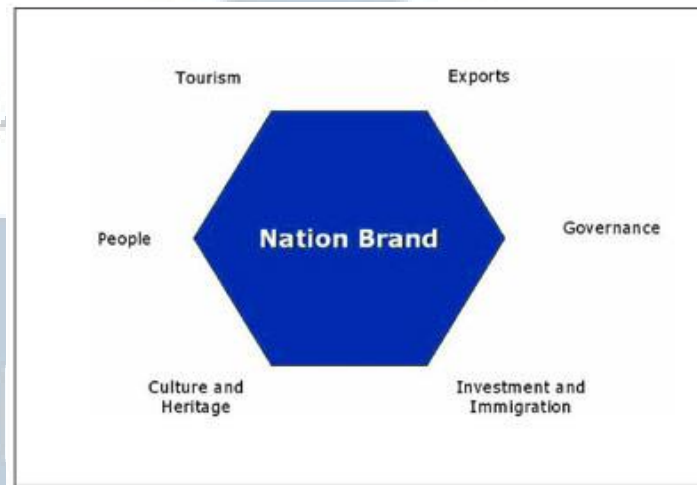 Tourism
Exports
People
Nation Brand
Governance
Culture and
Heritage
Investment and
Immigration